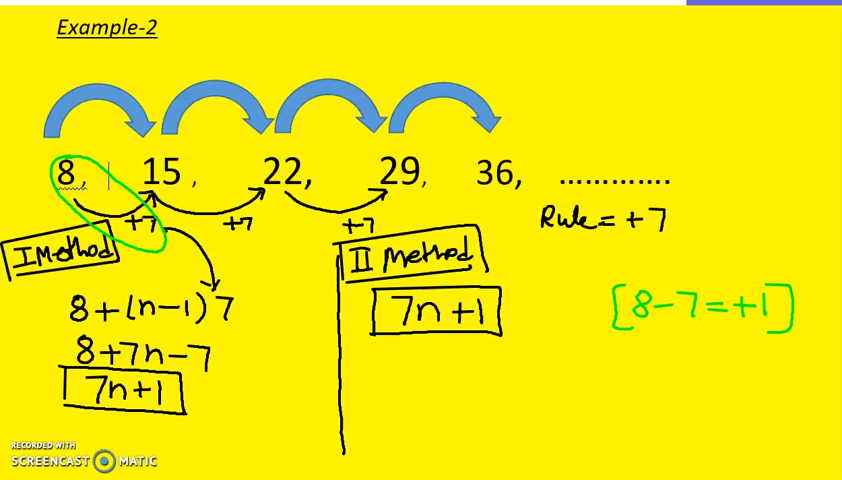 Example-2
8, 15, 22, 29, 36, .............
+7 +7 +7
Rule = +7
I Method
8+(n-1)7
8+7n-7
7n+1
II Method
7n+1
[8-7=+1]
RECORDED WITH
SCREENCAST MATIC